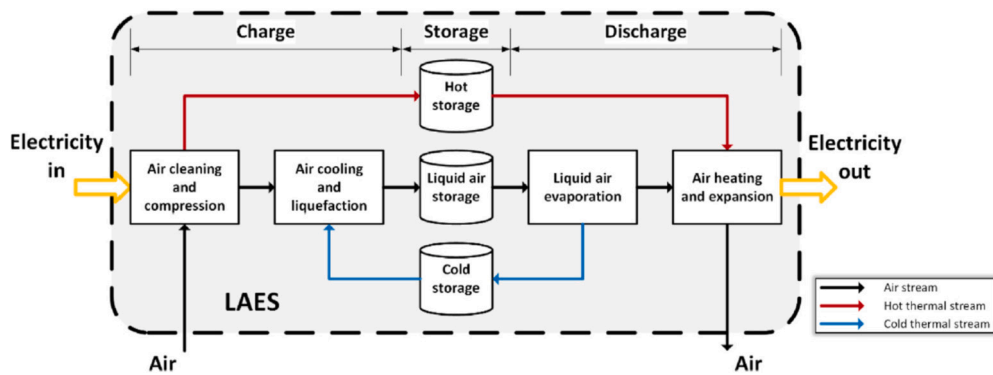 Charge
Storage
Discharge
Hot
storage
Electricity
in
Air cleaning
and
compression
Air cooling
and
liquefaction
Liquid air
storage
Liquid air
evaporation
Air heating
and expansion
Electricity
out
Cold
storage
LAES
Air
Air
Air stream
Hot thermal stream
Cold thermal stream